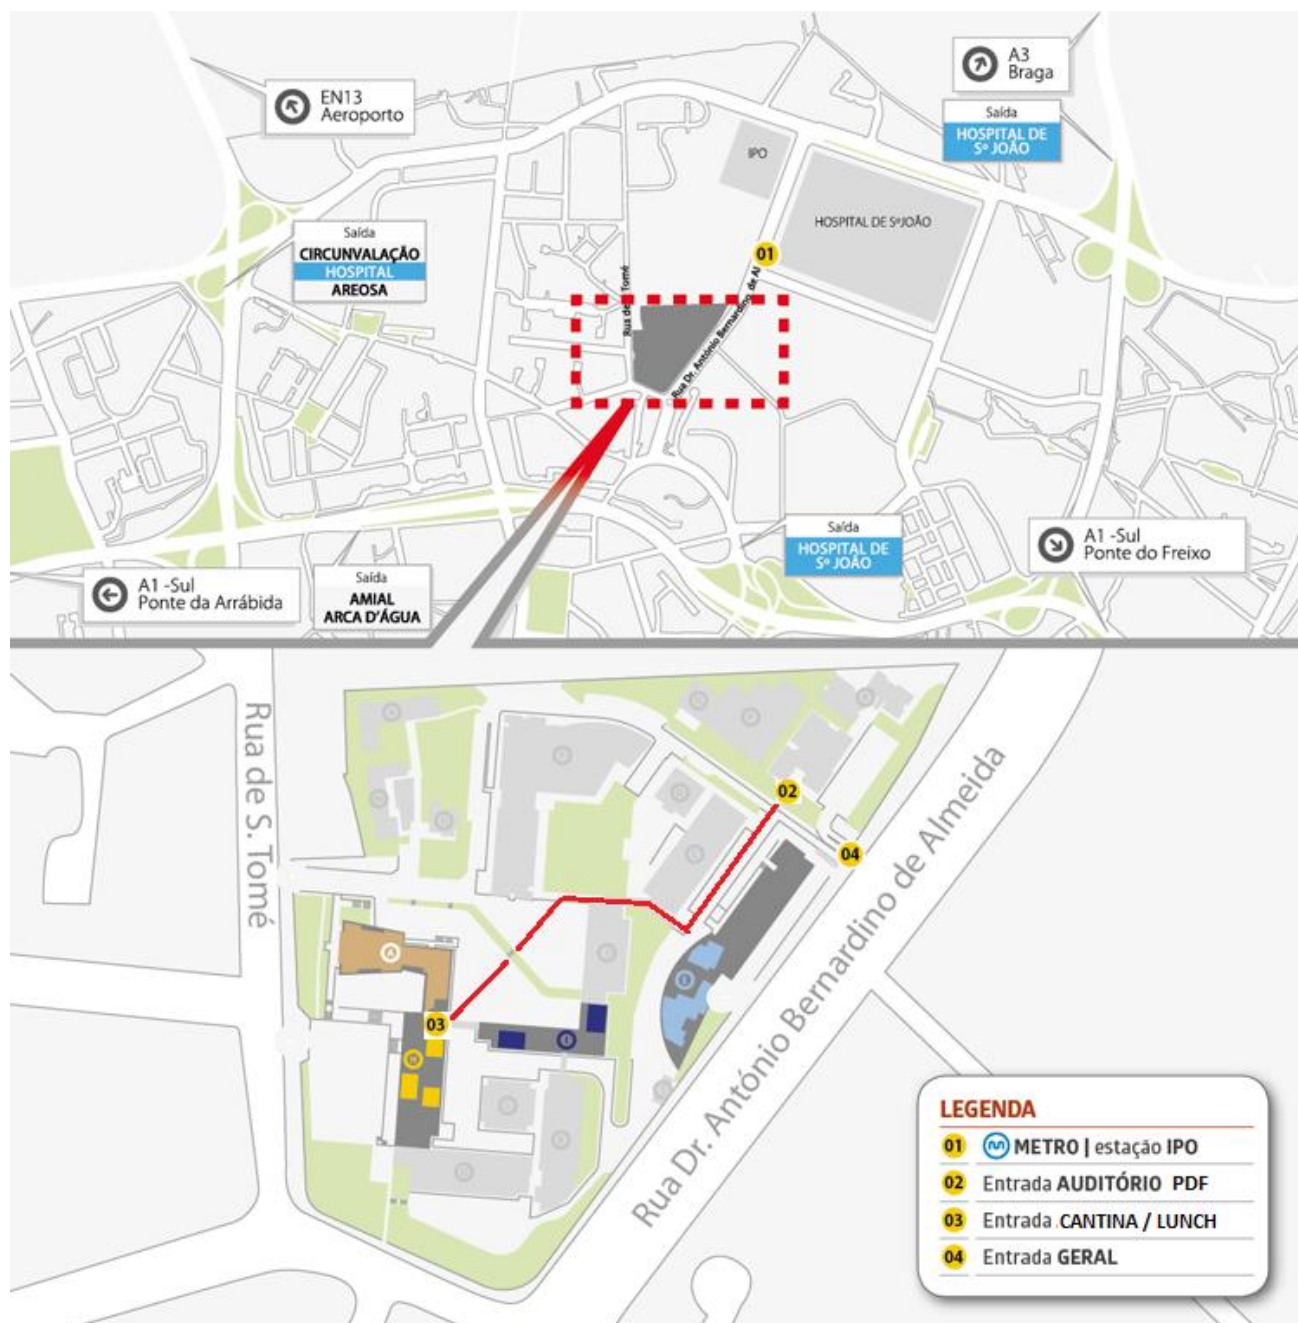 A3
Braga
EN13
Aeroporto
Saída
HOSPITAL DE
Sº JOÃO
IPO
HOSPITAL DE SºJOÃO
Saída
CIRCUNVALAÇÃO
HOSPITAL
AREOSA
01
Rua de Tomé
Rua Dr. António Bernardino de Al
Saída
HOSPITAL DE
Sº JOÃO
A1 -Sul
Ponte do Freixo
A1 -Sul
Ponte da Arrábida
Saída
AMIAL
ARCA D'ÁGUA
Rua de S. Tomé
02
04
Rua Dr. António Bernardino de Almeida
A
03
H
I
E
LEGENDA
01 METRO | estação IPO
02 Entrada AUDITÓRIO PDF
03 Entrada CANTINA / LUNCH
04 Entrada GERAL